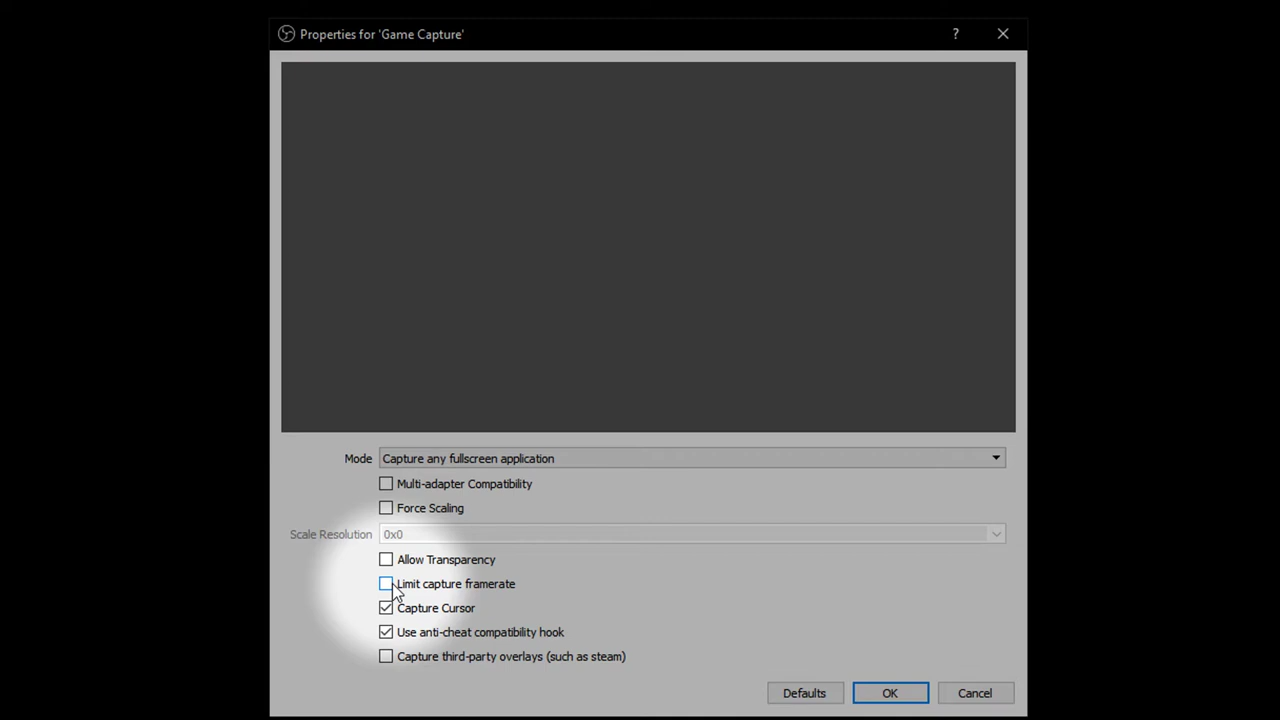 Properties for 'Game Capture'
?
Mode Capture any fullscreen application
Multi-adapter Compatibility
Force Scaling
Scale Resolution 0x0
Allow Transparency
Limit capture framerate
Capture Cursor
Use anti-cheat compatibility hook
Capture third-party overlays (such as steam)
Defaults OK Cancel